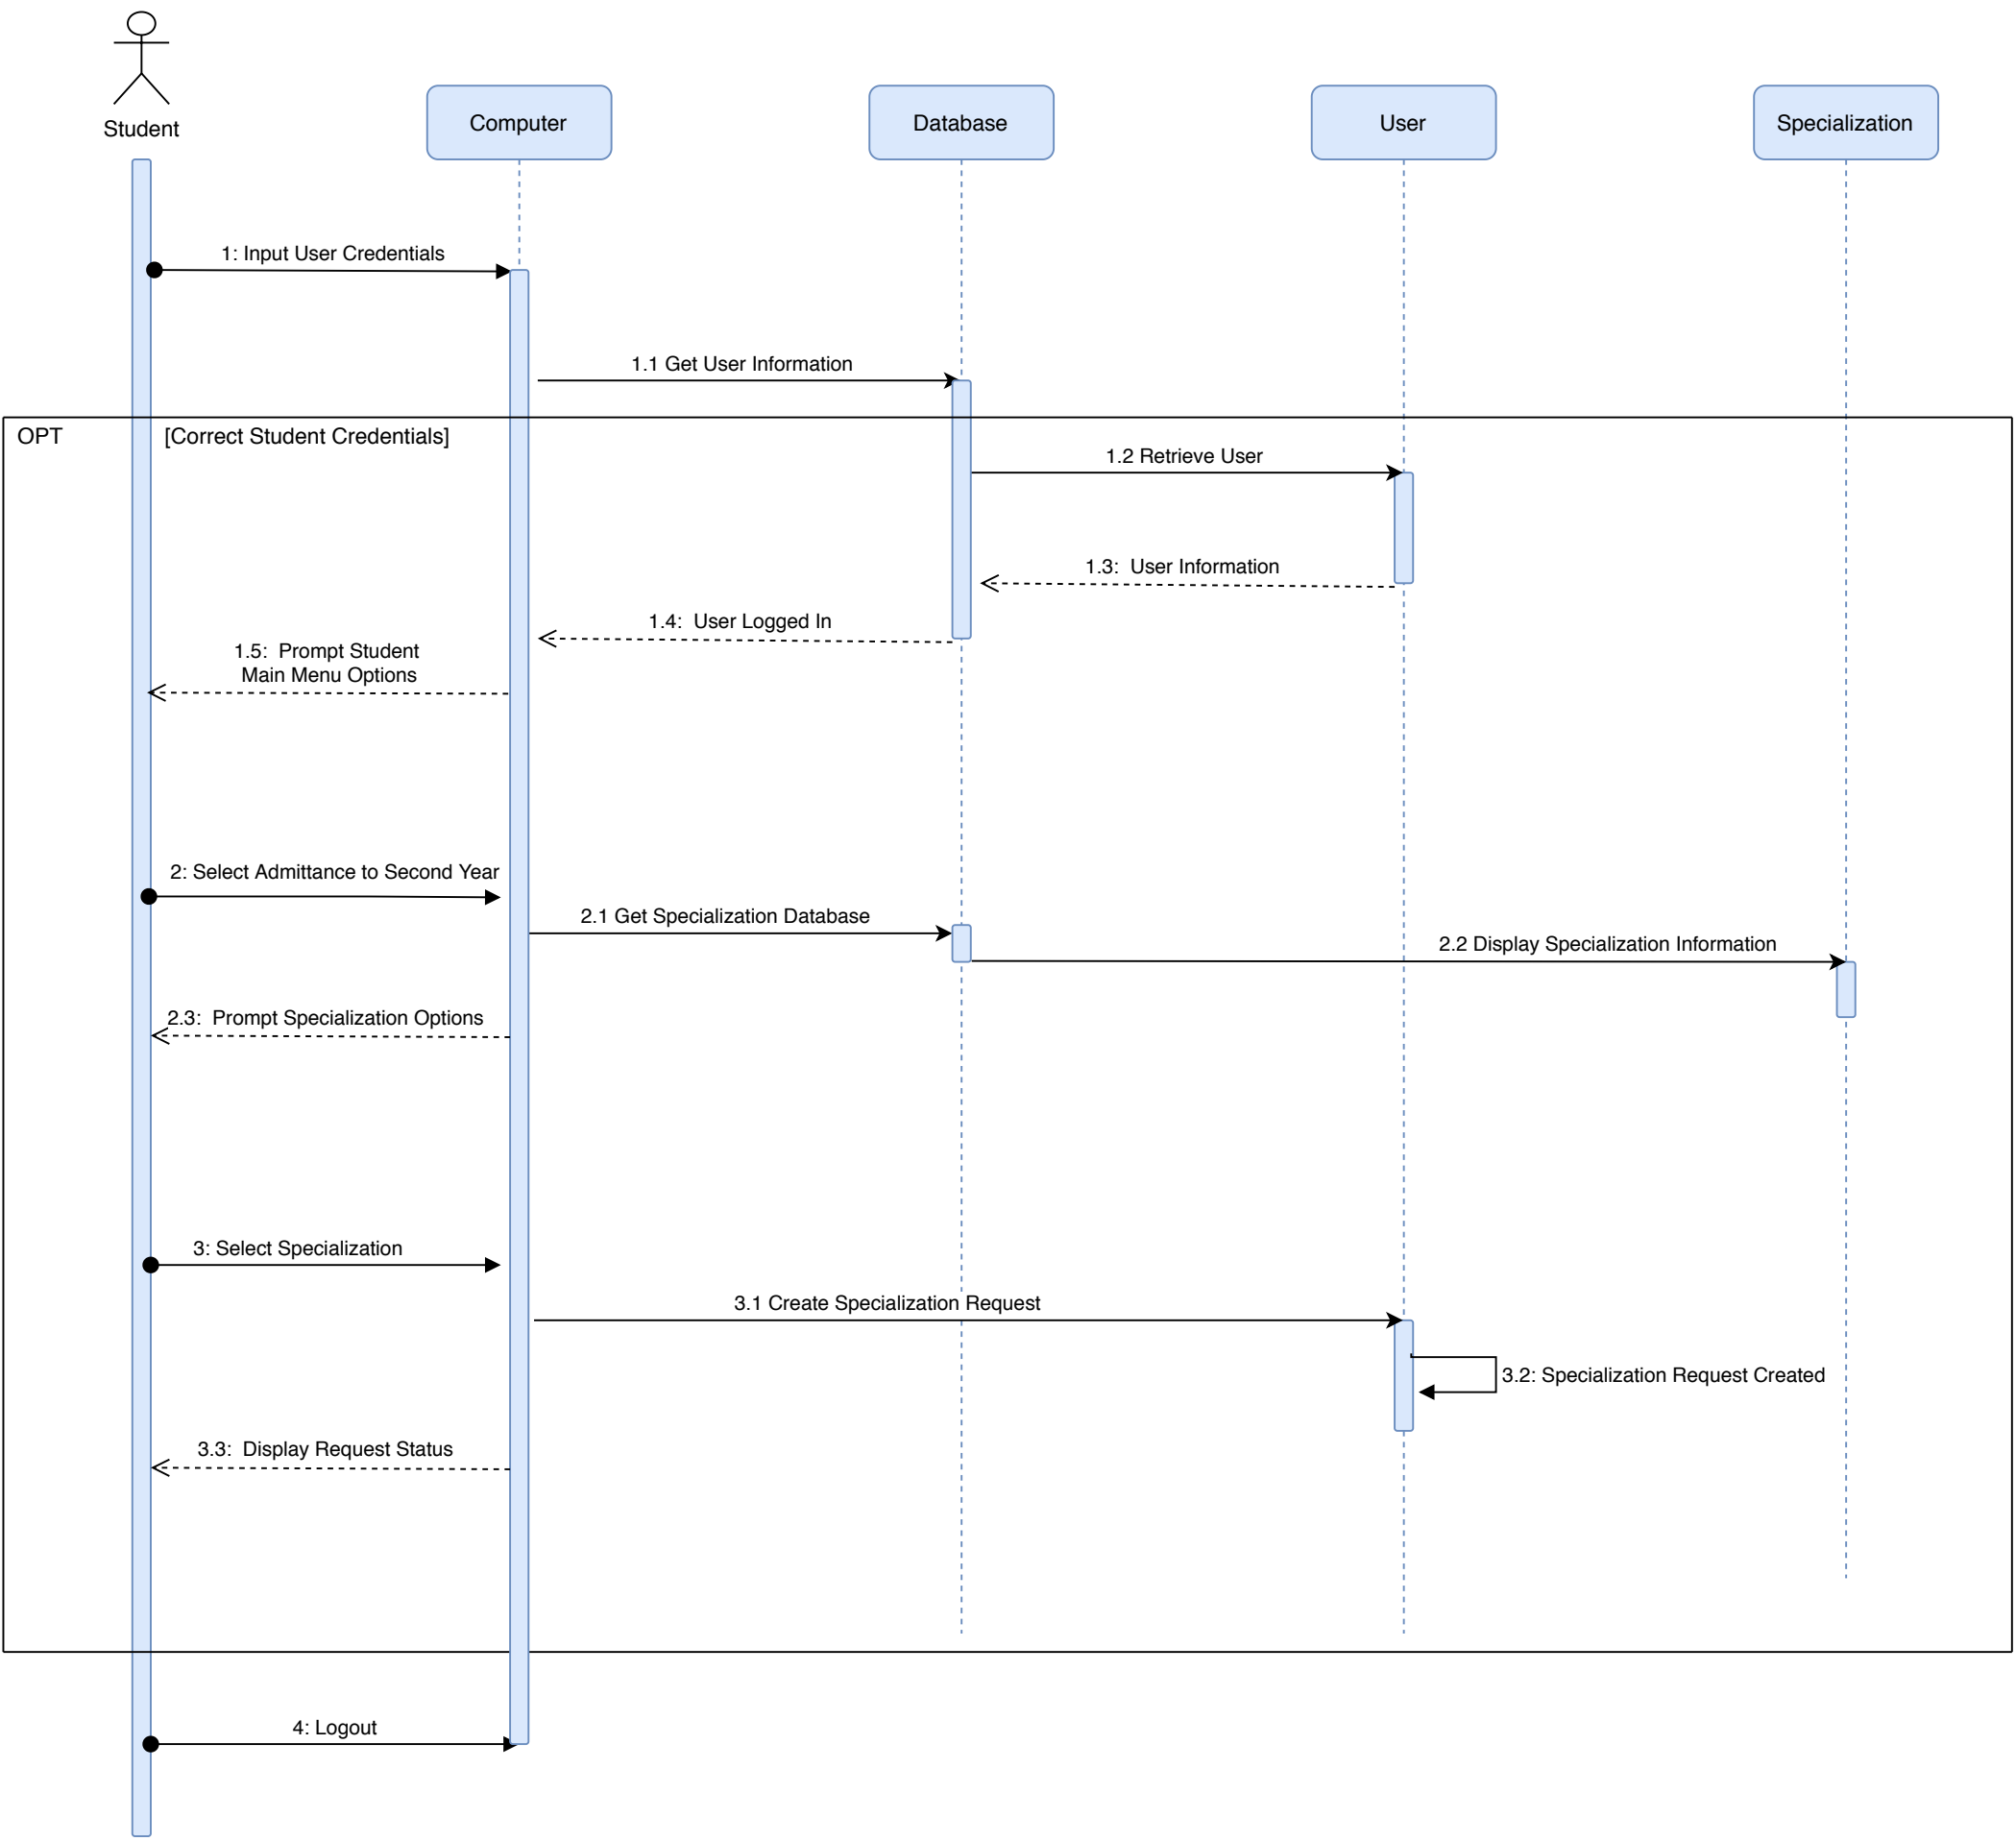 Student
Computer
Database
User
Specialization
1: Input User Credentials
1.1 Get User Information
OPT
[Correct Student Credentials]
1.2 Retrieve User
1.3:  User Information
1.4:  User Logged In
1.5:  Prompt Student
Main Menu Options
2: Select Admittance to Second Year
2.1 Get Specialization Database
2.2 Display Specialization Information
2.3:  Prompt Specialization Options
3: Select Specialization
3.1 Create Specialization Request
3.2: Specialization Request Created
3.3:  Display Request Status
4: Logout